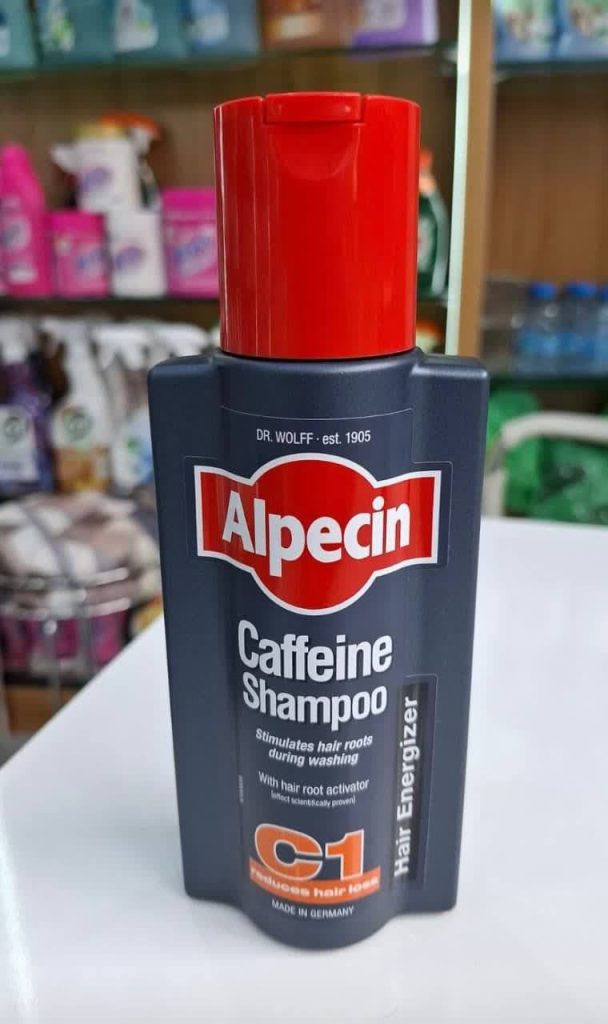 DR. WOLFF · est. 1905
Alpecin
Caffeine
Shampoo
Stimulates hair roots
during washing
With hair root activator
(effect scientifically proven)
C1
reduces hair loss
MADE IN GERMANY
Hair Energizer